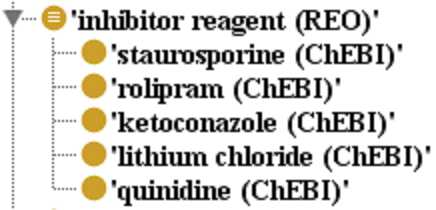 'inhibitor reagent (REO)'
'staurosporine (ChEBI)'
'rolipram (ChEBI)'
'ketoconazole (ChEBI)'
'lithium chloride (ChEBI)'
'quinidine (ChEBI)'